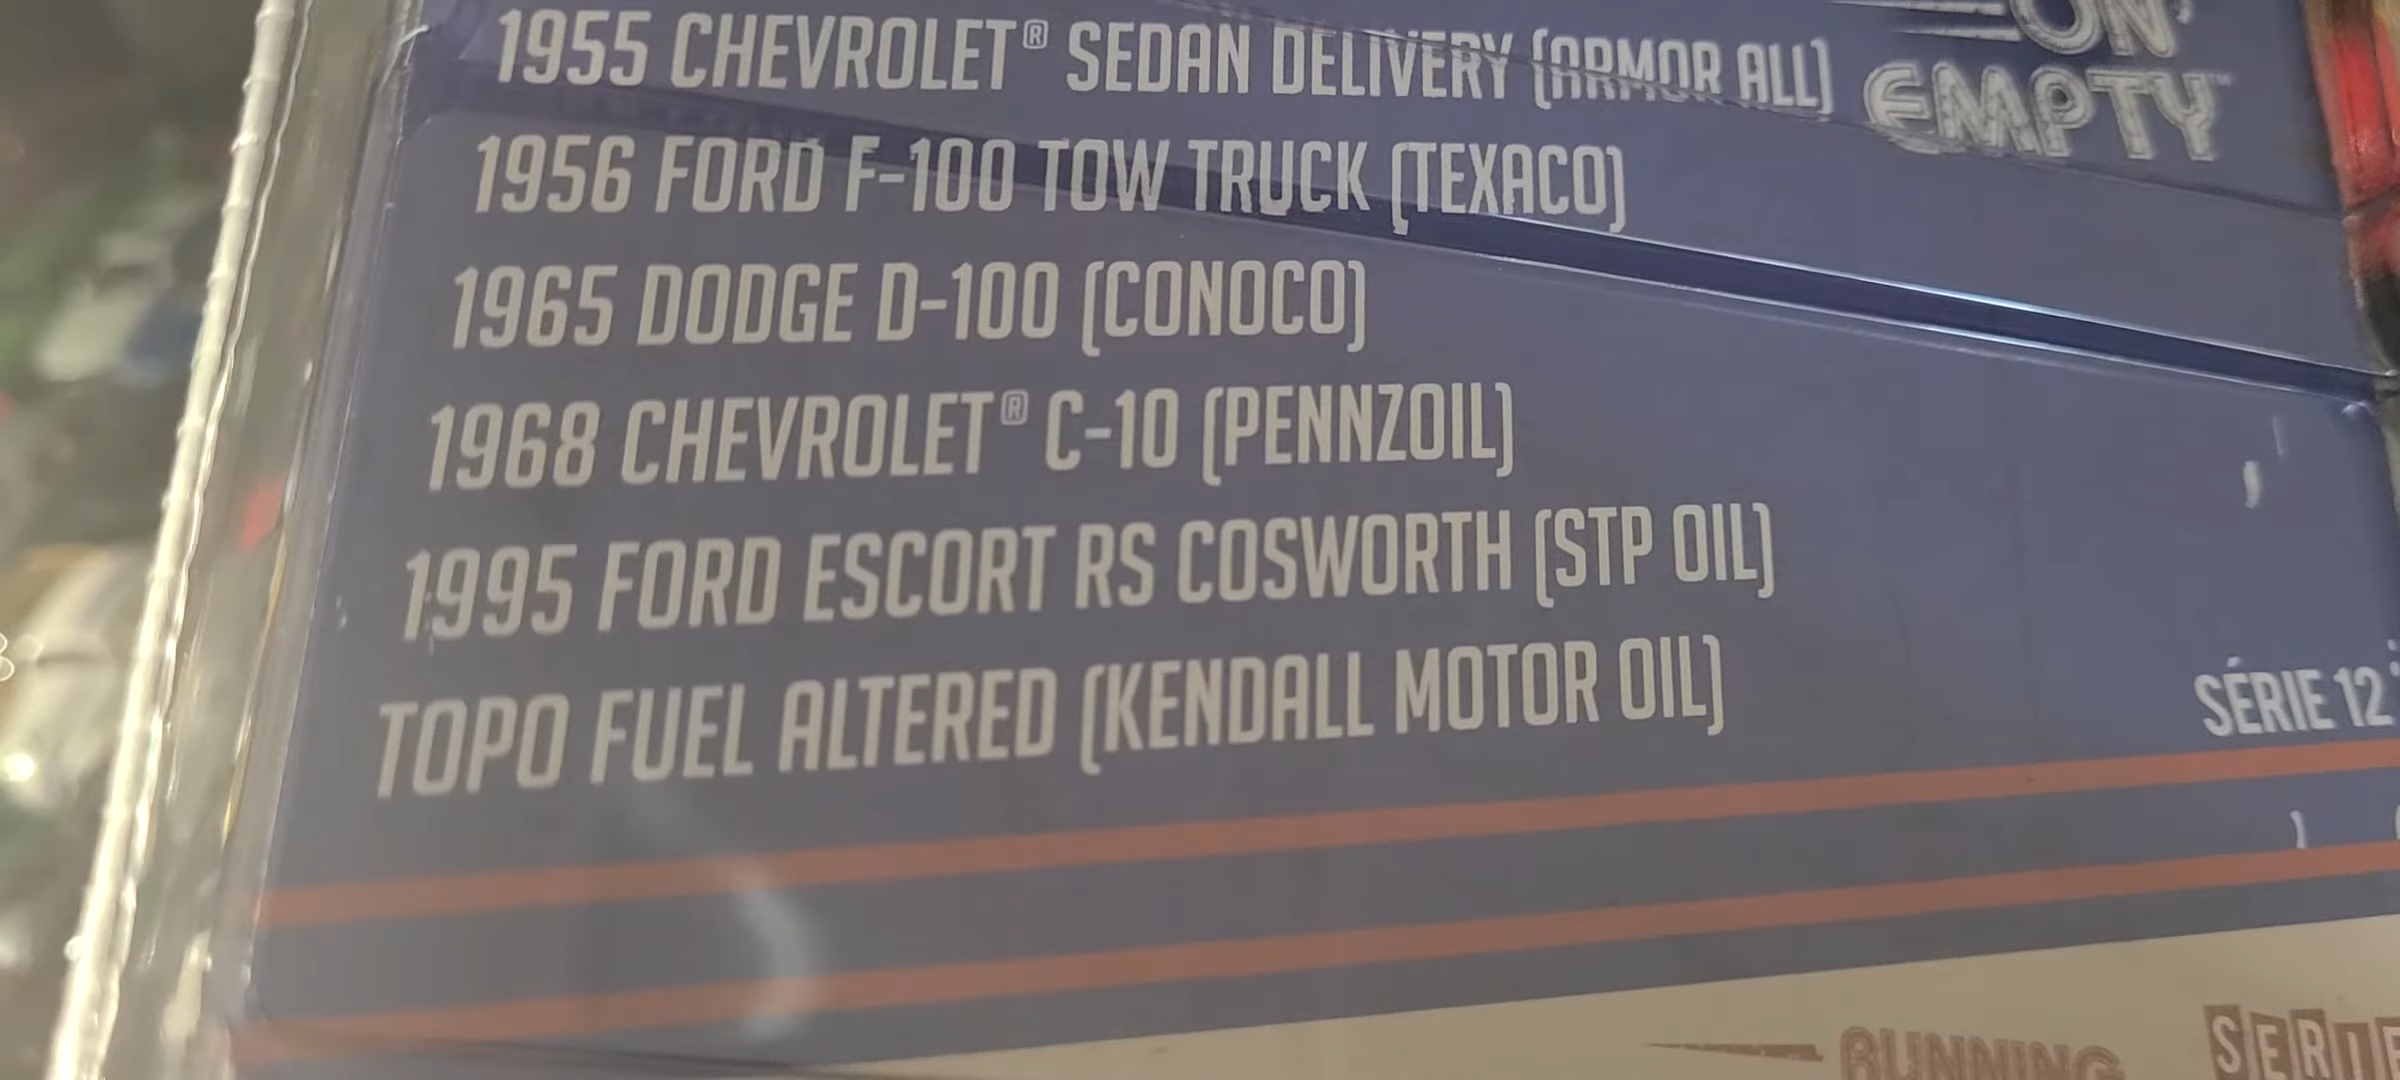 1955 CHEVROLET® SEDAN DELIVERY (ARMOR ALL)
ON'
EMPTY™
1956 FORD F-100 TOW TRUCK (TEXACO)
1965 DODGE D-100 (CONOCO)
1968 CHEVROLET® C-10 (PENNZOIL)
1995 FORD ESCORT RS COSWORTH (STP OIL)
TOPO FUEL ALTERED (KENDALL MOTOR OIL)
SÉRIE 12
RUNNING
SERIE